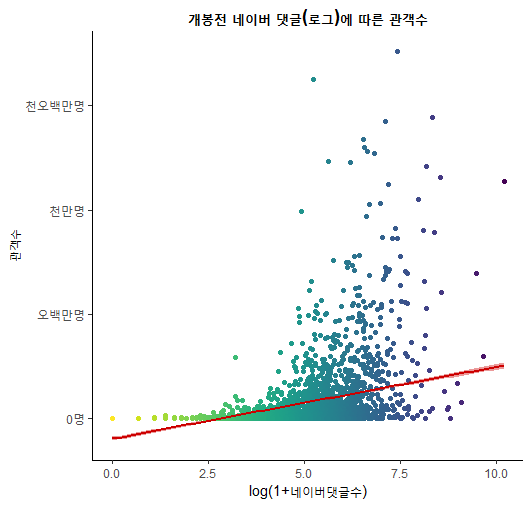 개봉전 네이버 댓글(로그)에 따른 관객수
천오백만명
천만명
오백만명
0명
관객수
0.0 2.5 5.0 7.5 10.0
log(1+네이버댓글수)